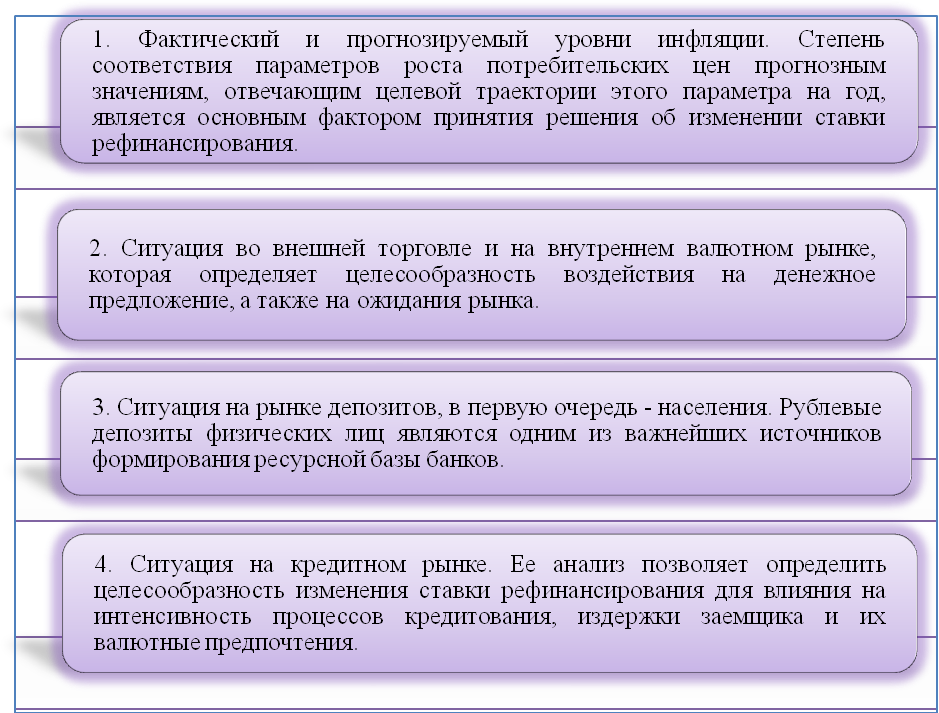 1. Фактический и прогнозируемый уровни инфляции. Степень
соответствия параметров роста потребительских цен прогнозным
значениям, отвечающим целевой траектории этого параметра на год,
является основным фактором принятия решения об изменении ставки
рефинансирования.
2. Ситуация во внешней торговле и на внутреннем валютном рынке,
которая определяет целесообразность воздействия на денежное
предложение, а также на ожидания рынка.
3. Ситуация на рынке депозитов, в первую очередь - населения. Рублевые
депозиты физических лиц являются одним из важнейших источников
формирования ресурсной базы банков.
4. Ситуация на кредитном рынке. Ее анализ позволяет определить
целесообразность изменения ставки рефинансирования для влияния на
интенсивность процессов кредитования, издержки заемщика и их
валютные предпочтения.